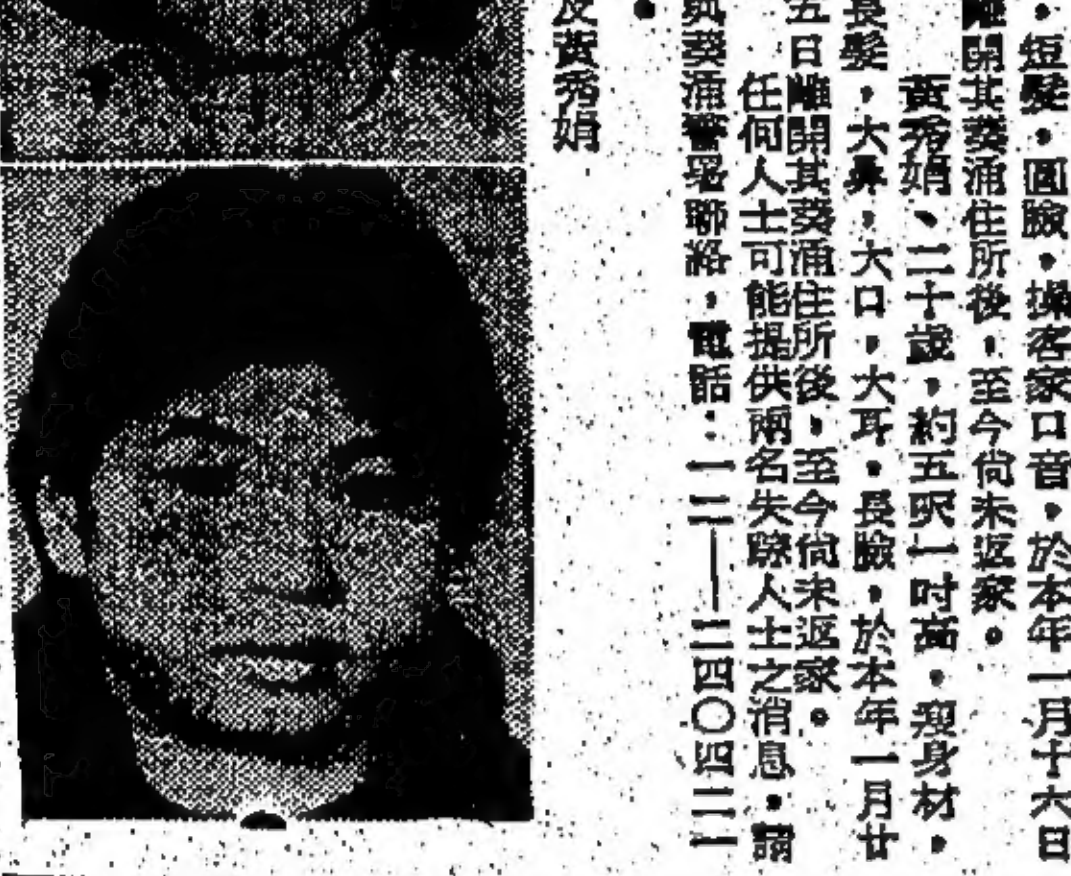 ，短髮，圓臉，操客家口音，於本年一月十六日
離開其葵涌住所後，至今尙未返家。
黃秀娟、二十歲，約五呎一吋高，瘦身材，
長髮，大鼻，大口，大耳，長臉，於本年一月廿
五日離開其葵涌住所後，至今尙未返家。
任何人士可能提供兩名失踪人士之消息，請
與葵涌警署聯絡，電話：一二—二四〇四二一
。
及黃秀娟